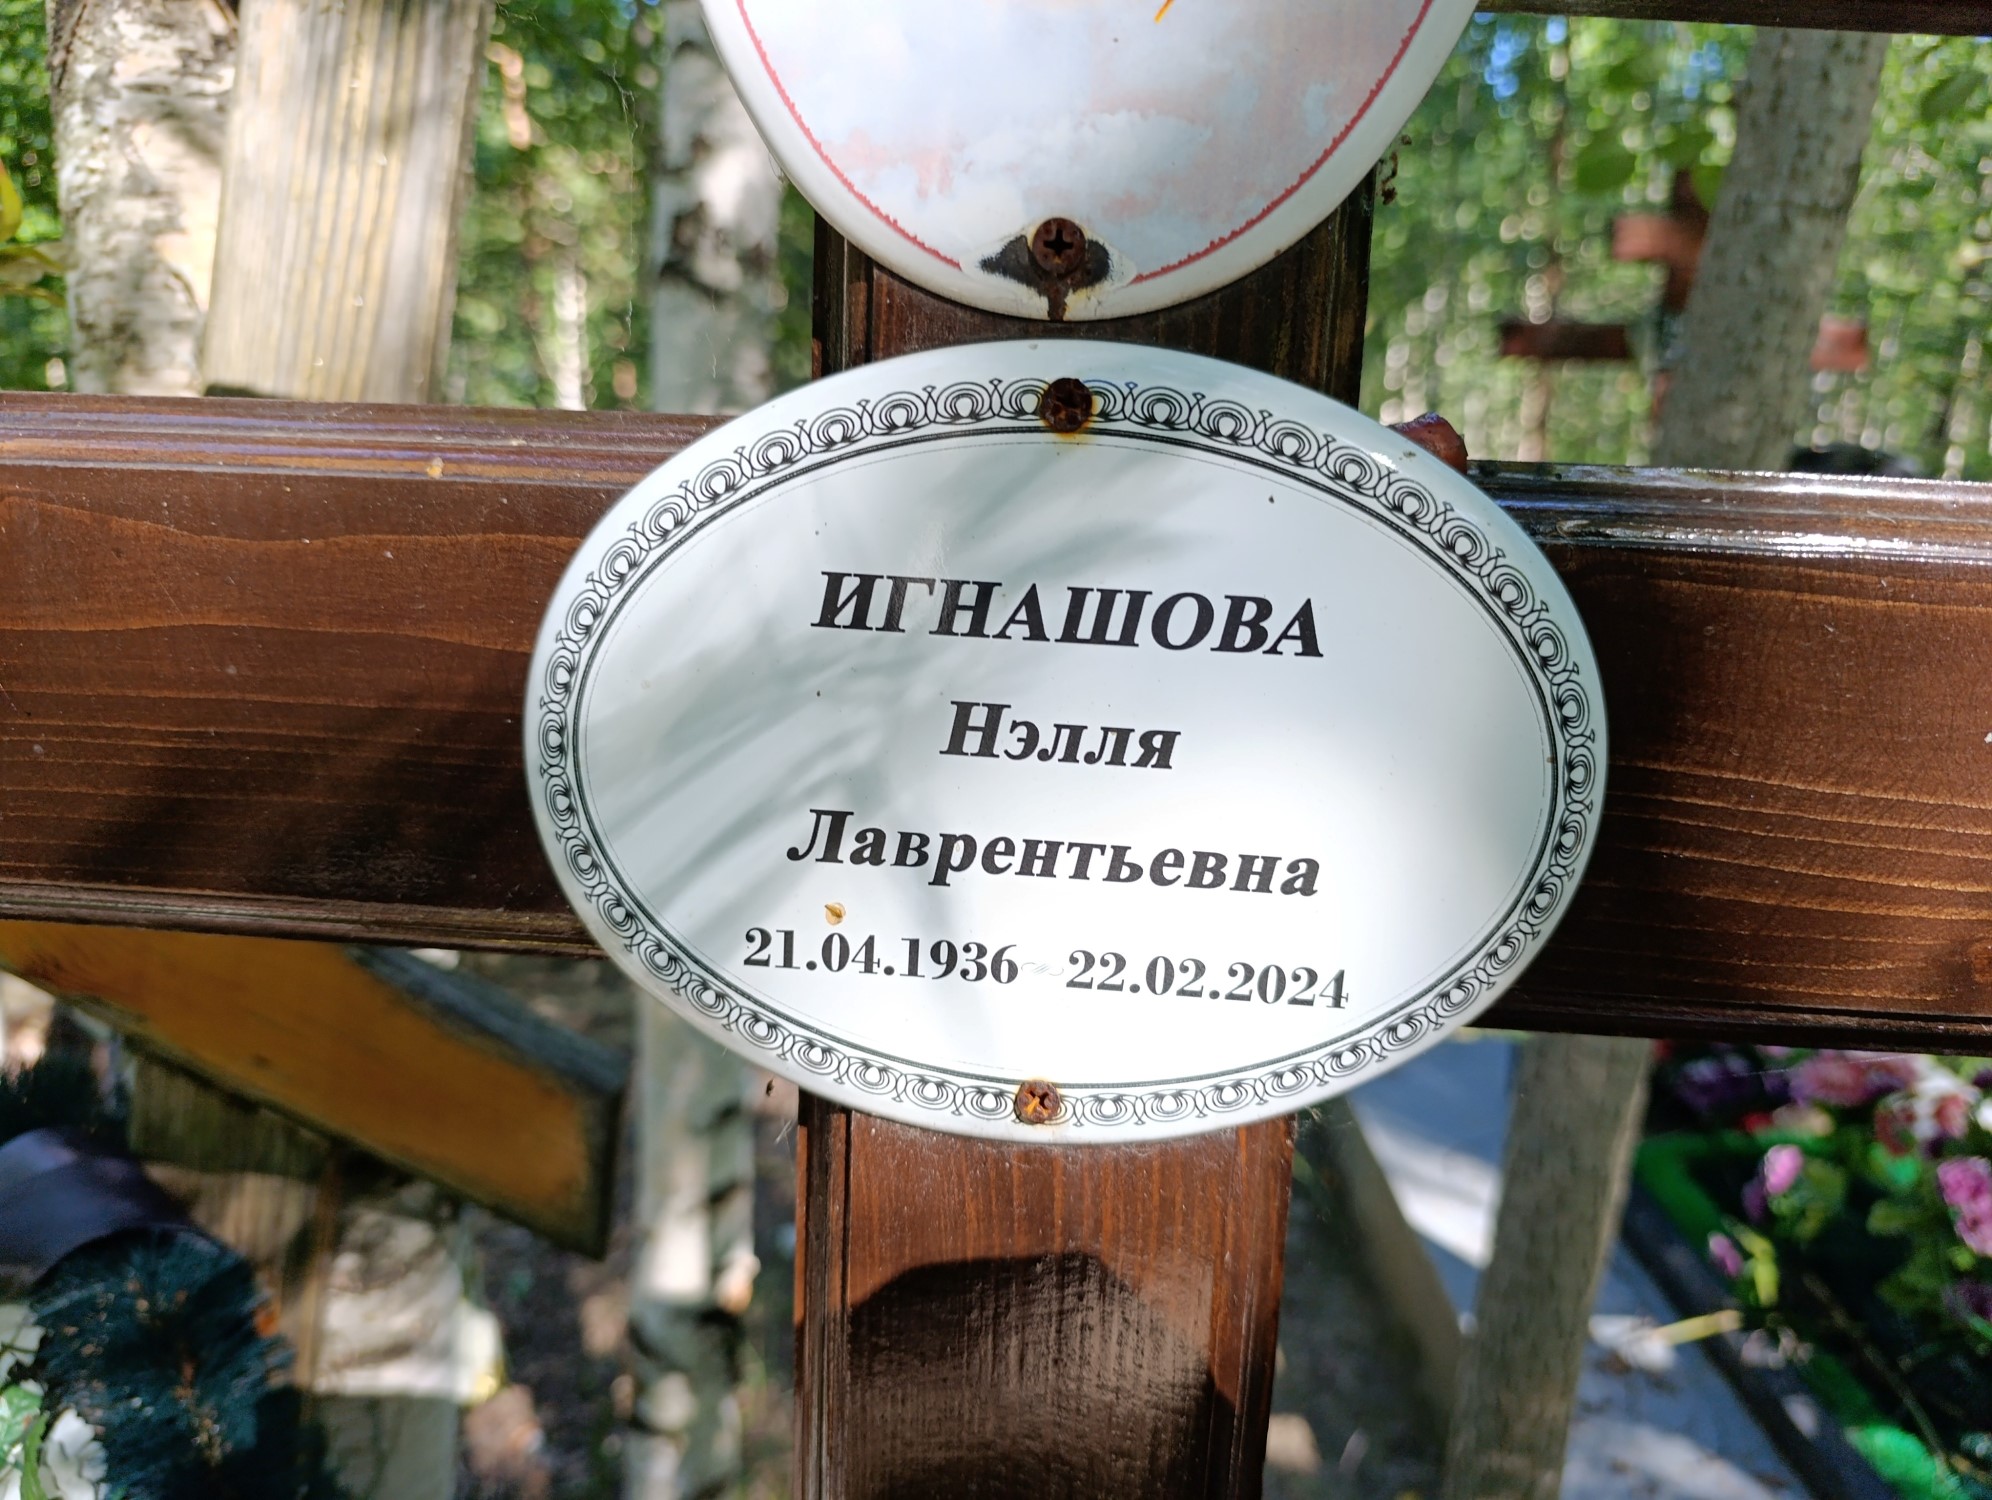 ИГНАШОВА
Нэлля
Лаврентьевна
21.04.1936 ~ 22.02.2024